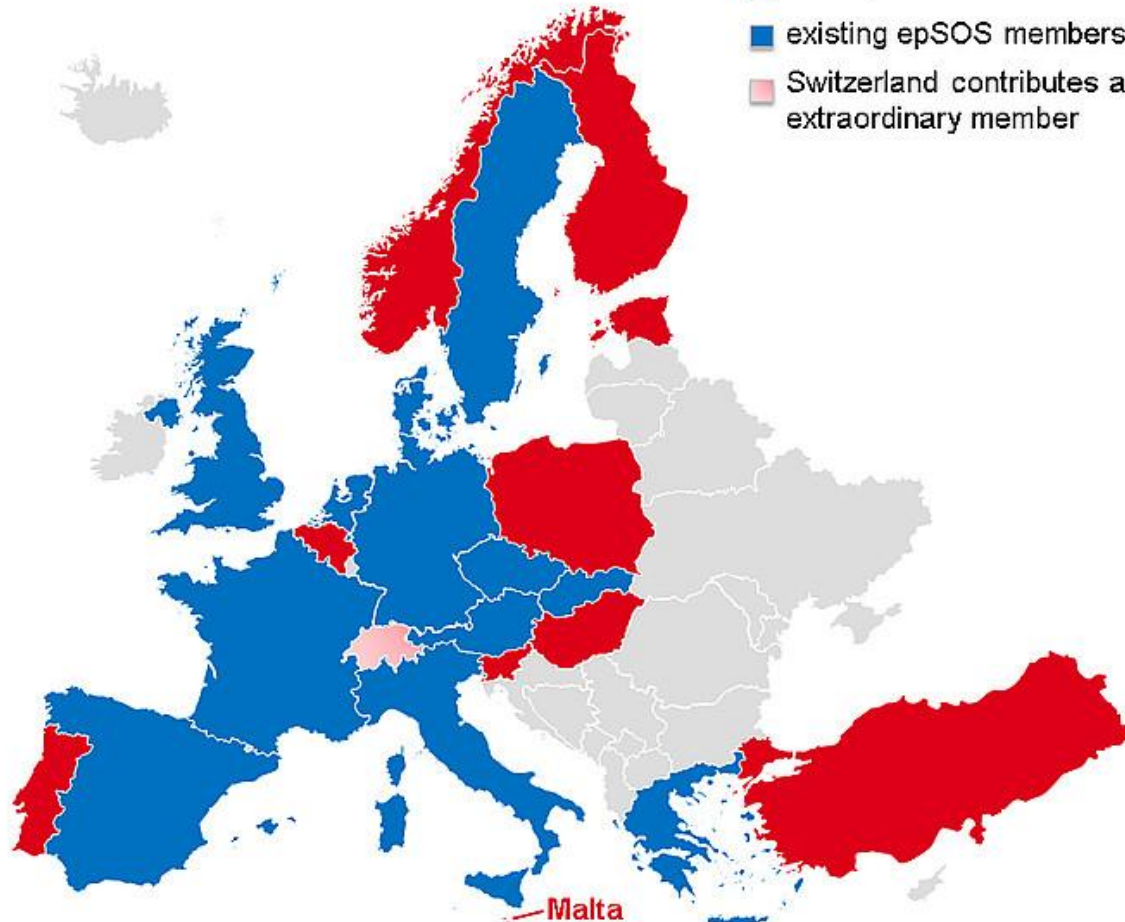 existing epSOS members
Switzerland contributes a
extraordinary member
Malta